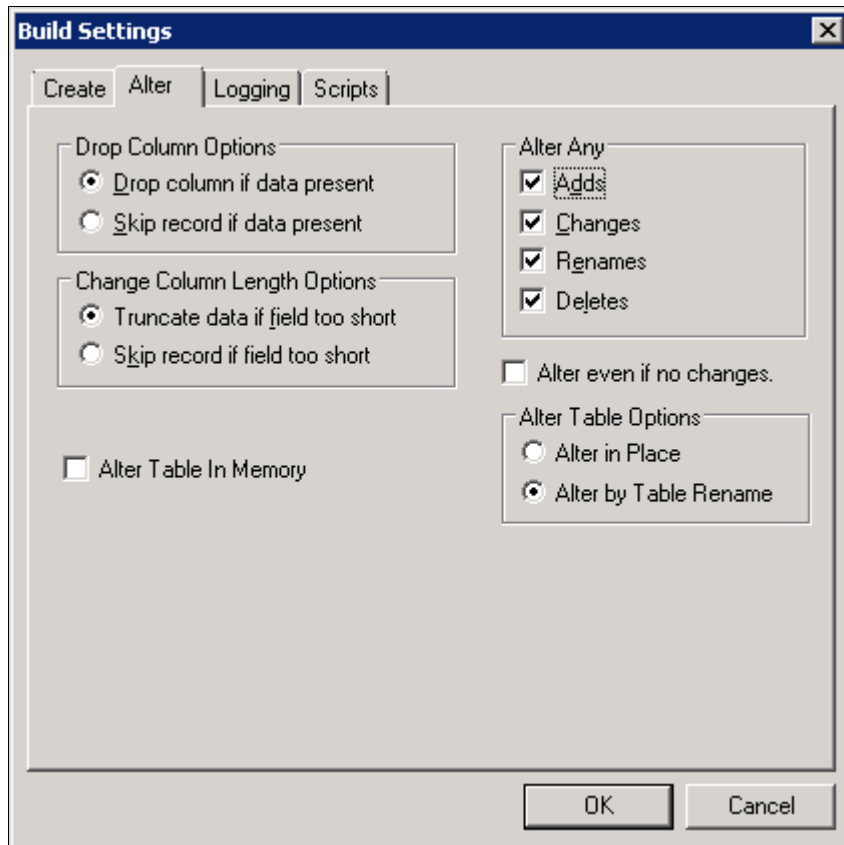 Build Settings
Create Alter Logging Scripts
Drop Column Options
Drop column if data present
Skip record if data present
Change Column Length Options
Truncate data if field too short
Skip record if field too short
Alter Table In Memory
Alter Any
Adds
Changes
Renames
Deletes
Alter even if no changes.
Alter Table Options
Alter in Place
Alter by Table Rename
OK Cancel